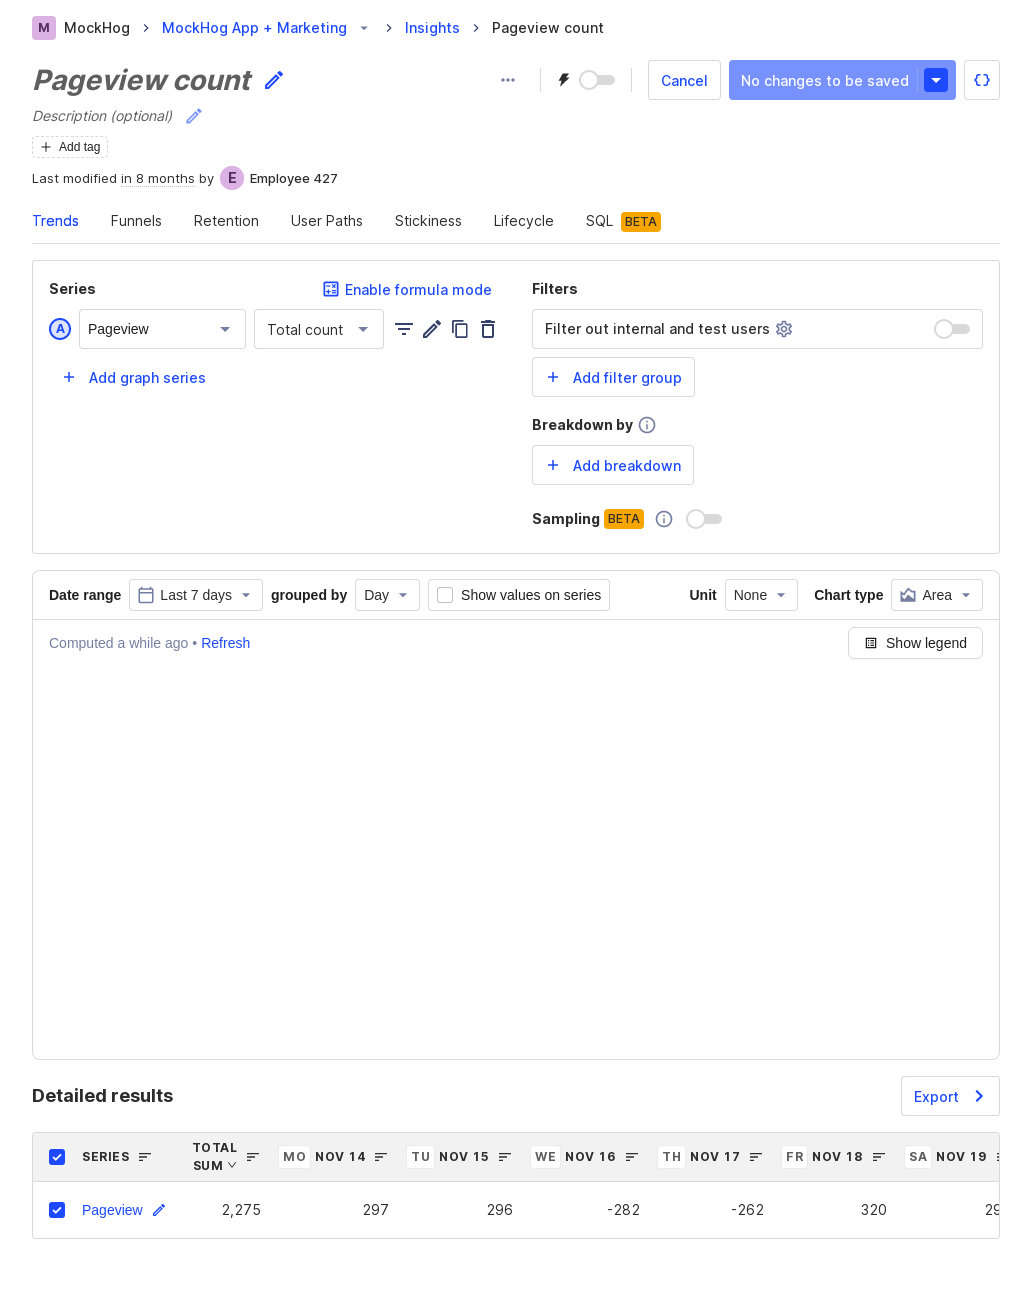 M MockHog MockHog App + Marketing Insights Pageview count
Pageview count
Cancel No changes to be saved
Description (optional)
Add tag
Last modified in 8 months by E Employee 427
Trends Funnels Retention User Paths Stickiness Lifecycle SQL BETA
Series Enable formula mode
A Pageview Total count
Add graph series
Filters
Filter out internal and test users
Add filter group
Breakdown by
Add breakdown
Sampling BETA
Date range Last 7 days grouped by Day Show values on series Unit None Chart type Area
Computed a while ago • Refresh Show legend
Detailed results Export
SERIES TOTAL SUM MO NOV 14 TU NOV 15 WE NOV 16 TH NOV 17 FR NOV 18 SA NOV 19
Pageview 2,275 297 296 -282 -262 320